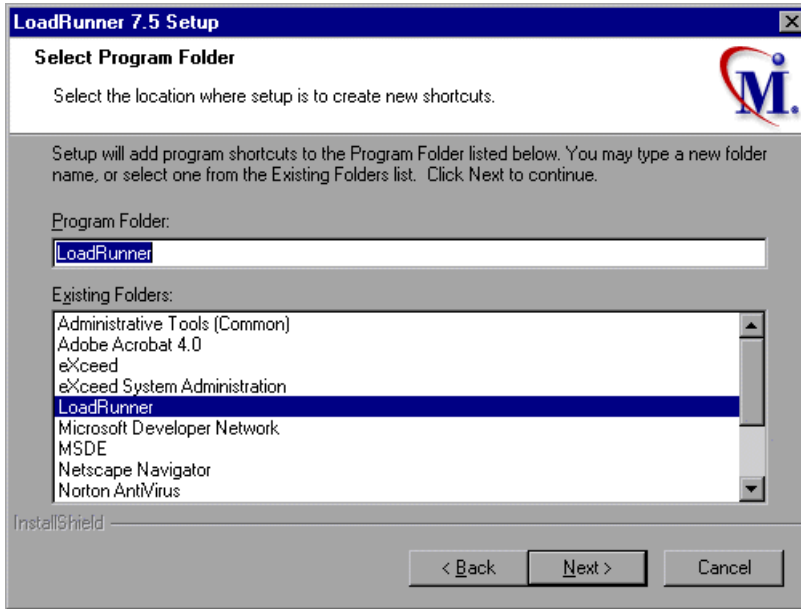 LoadRunner 7.5 Setup
Select Program Folder
Select the location where setup is to create new shortcuts.
M.
Setup will add program shortcuts to the Program Folder listed below. You may type a new folder
name, or select one from the Existing Folders list. Click Next to continue.
Program Folder:
LoadRunner
Existing Folders:
Administrative Tools (Common)
Adobe Acrobat 4.0
eXceed
eXceed System Administration
LoadRunner
Microsoft Developer Network
MSDE
Netscape Navigator
Norton AntiVirus
InstallShield
< Back Next > Cancel